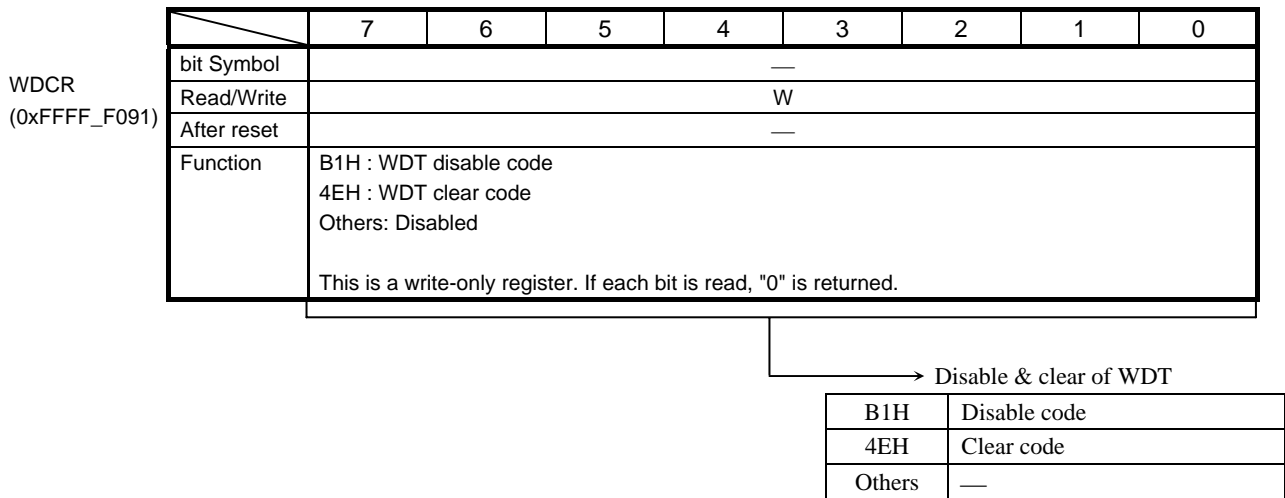 7 6 5 4 3 2 1 0
WDCR
(0xFFFF_F091)
bit Symbol —
Read/Write W
After reset —
Function B1H : WDT disable code
4EH : WDT clear code
Others: Disabled
This is a write-only register. If each bit is read, "0" is returned.
Disable & clear of WDT
B1H Disable code
4EH Clear code
Others —